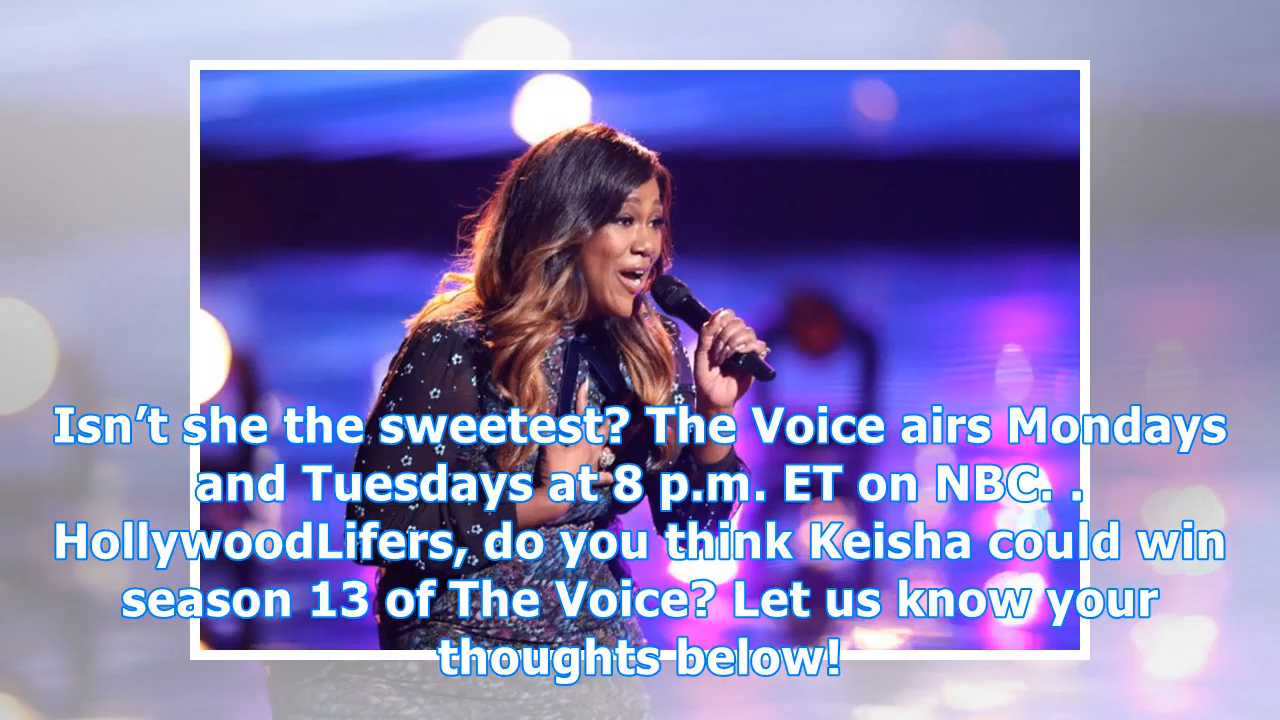 Isn’t she the sweetest? The Voice airs Mondays
and Tuesdays at 8 p.m. ET on NBC. .
HollywoodLifers, do you think Keisha could win
season 13 of The Voice? Let us know your
thoughts below!